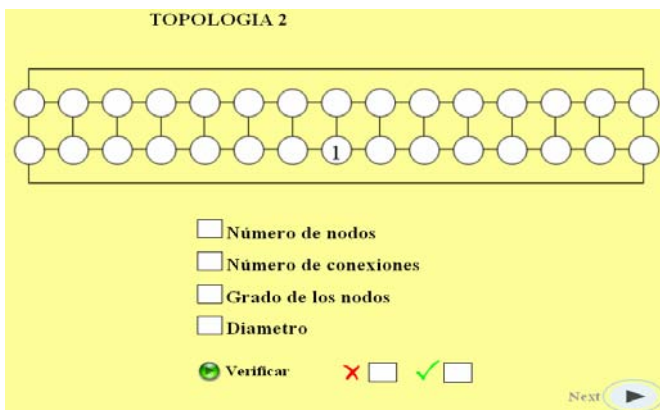 TOPOLOGIA 2
1
Número de nodos
Número de conexiones
Grado de los nodos
Diametro
Verificar
Next